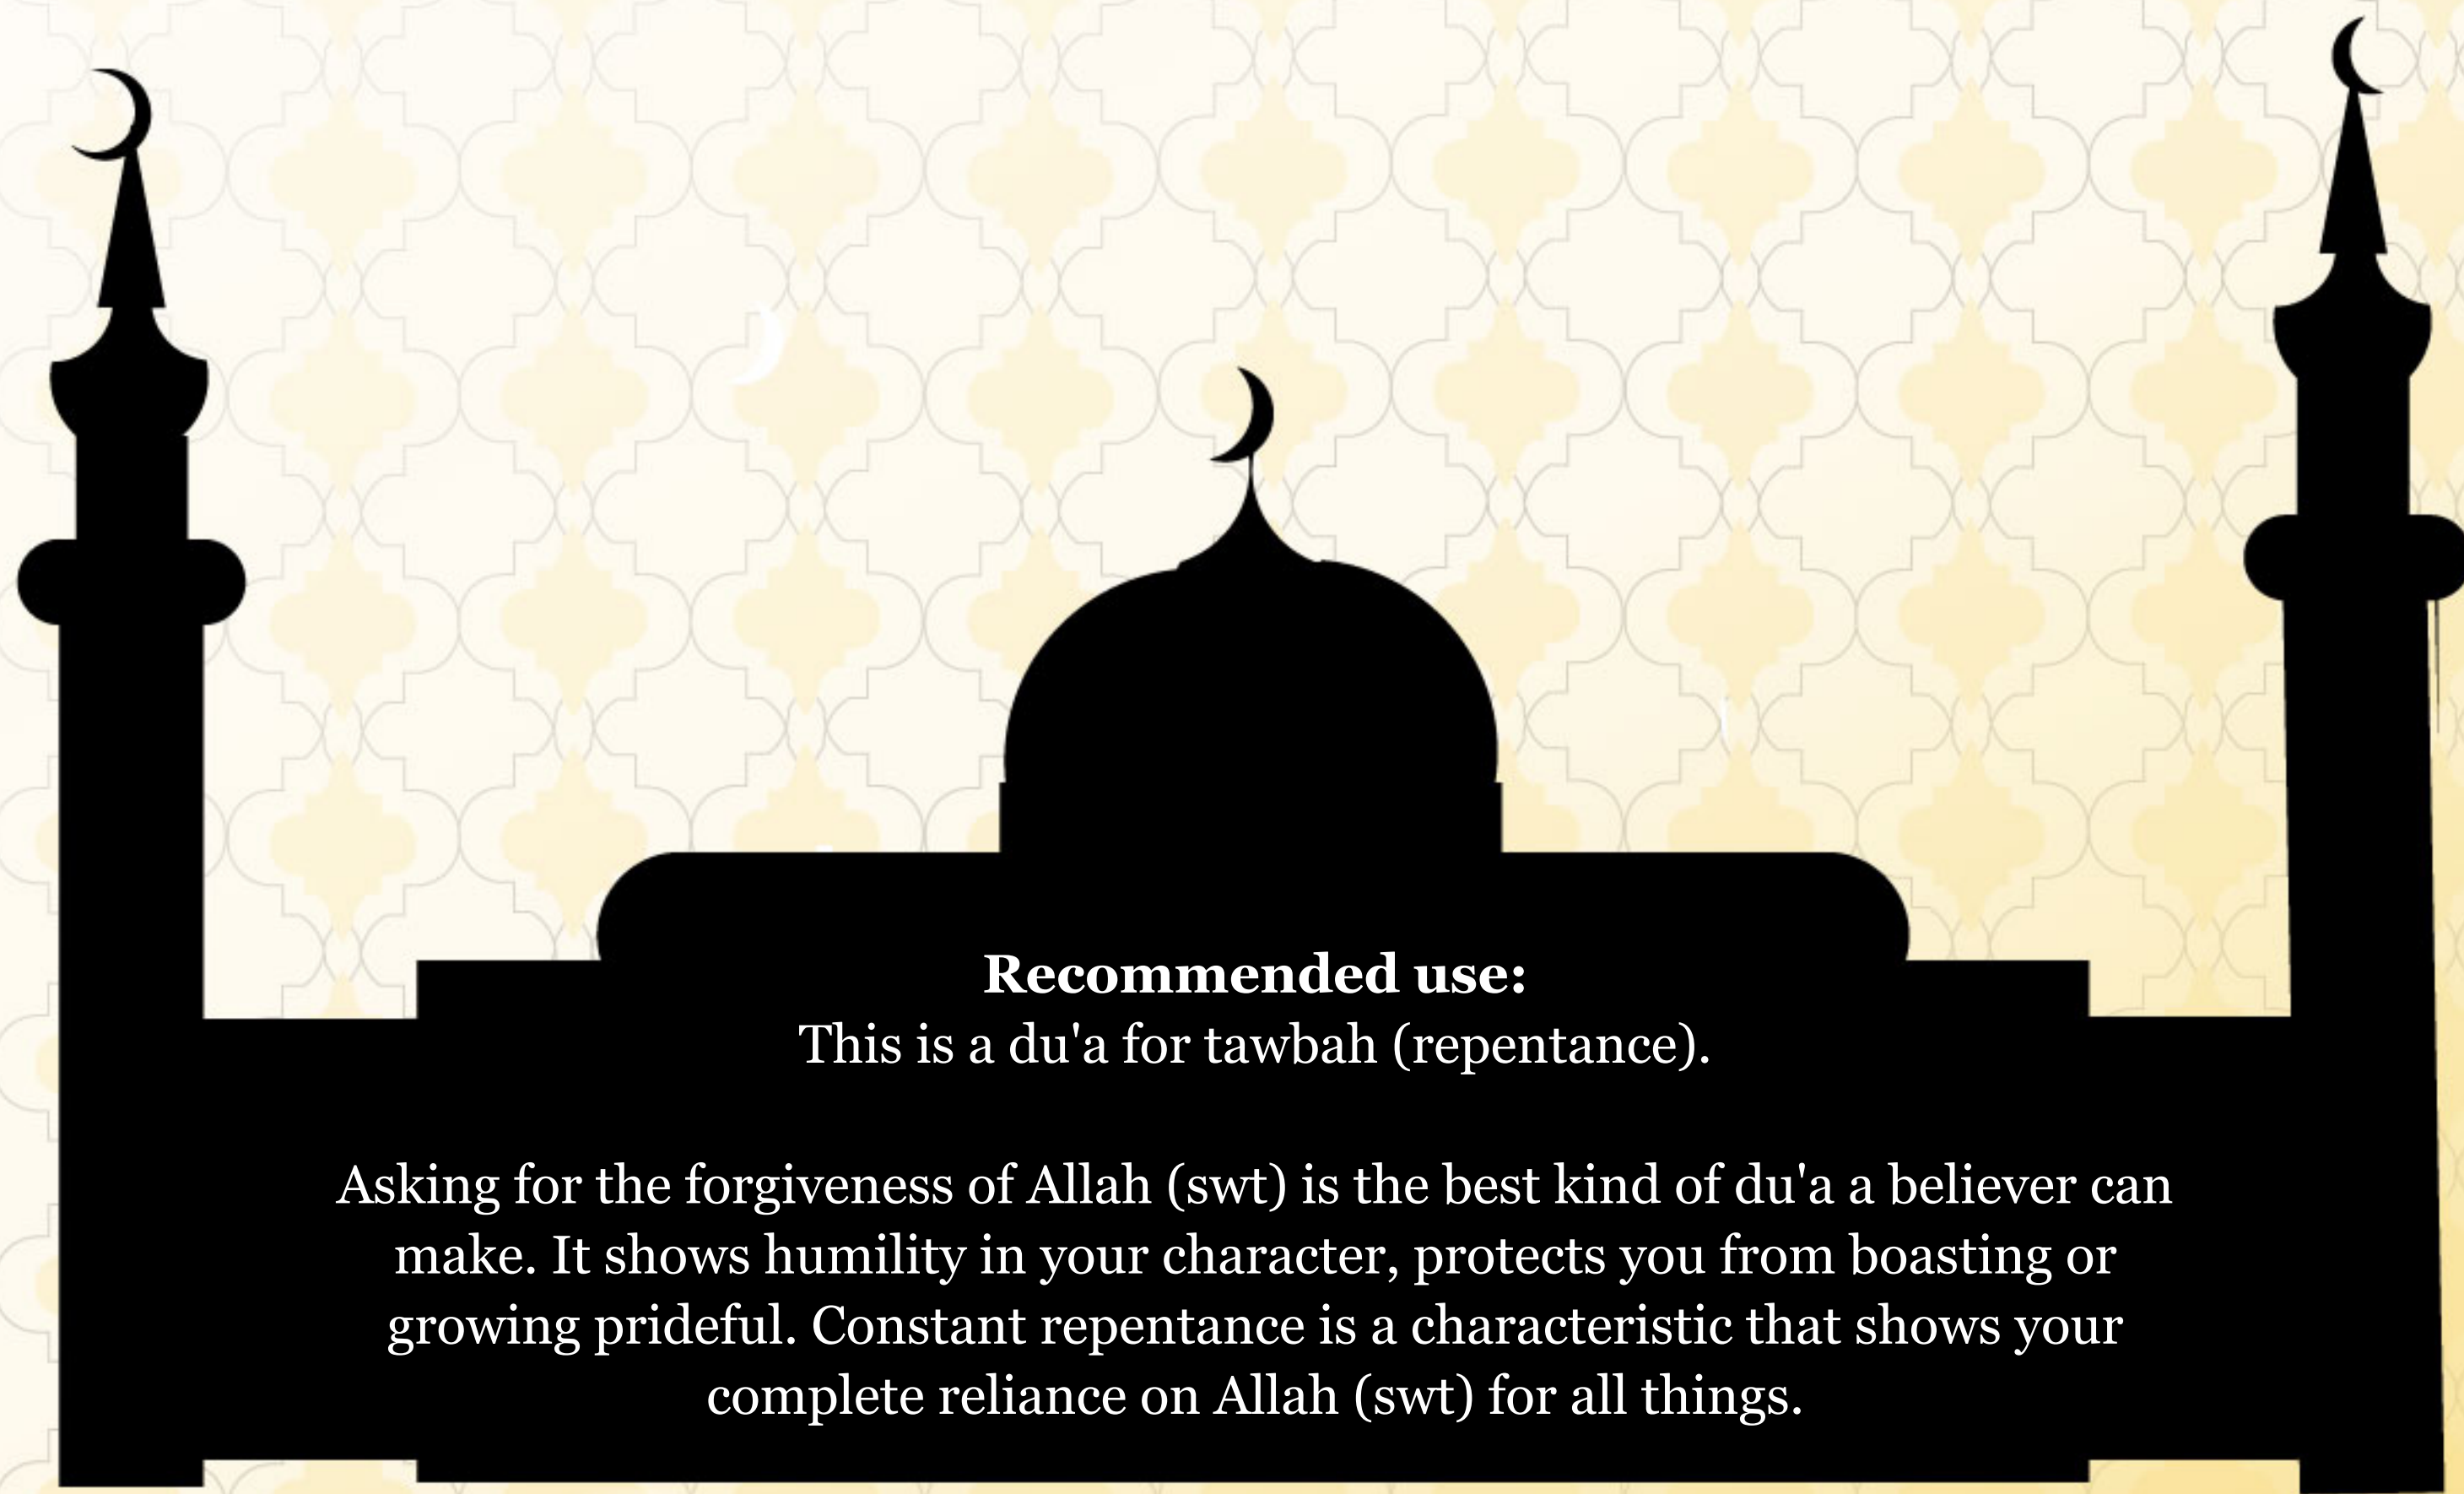 Recommended use:
This is a du'a for tawbah (repentance).
Asking for the forgiveness of Allah (swt) is the best kind of du'a a believer can
make. It shows humility in your character, protects you from boasting or
growing prideful. Constant repentance is a characteristic that shows your
complete reliance on Allah (swt) for all things.